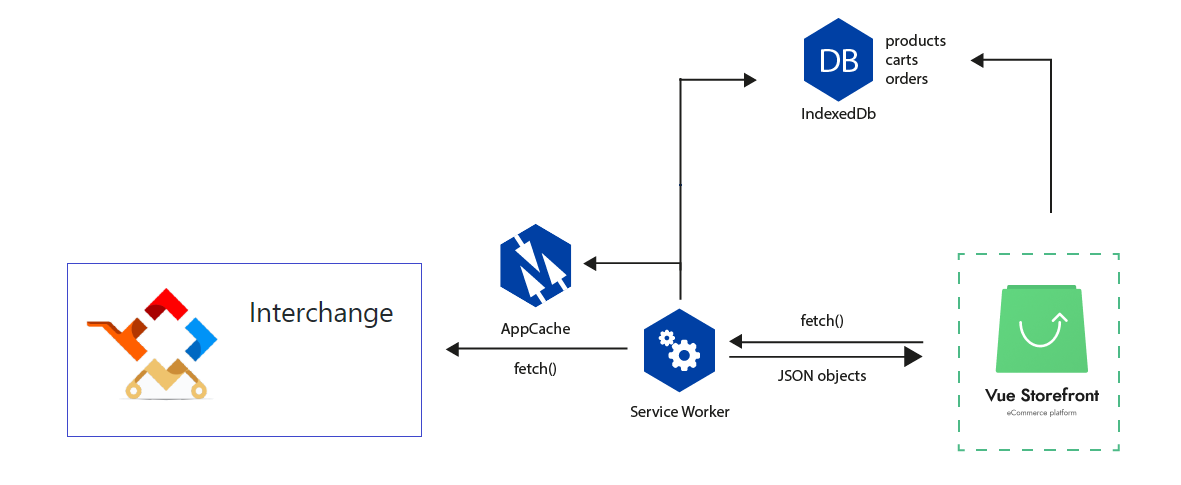 DB
products
carts
orders
IndexedDb
Interchange
AppCache
fetch()
fetch()
JSON objects
Service Worker
Vue Storefront
eCommerce platform